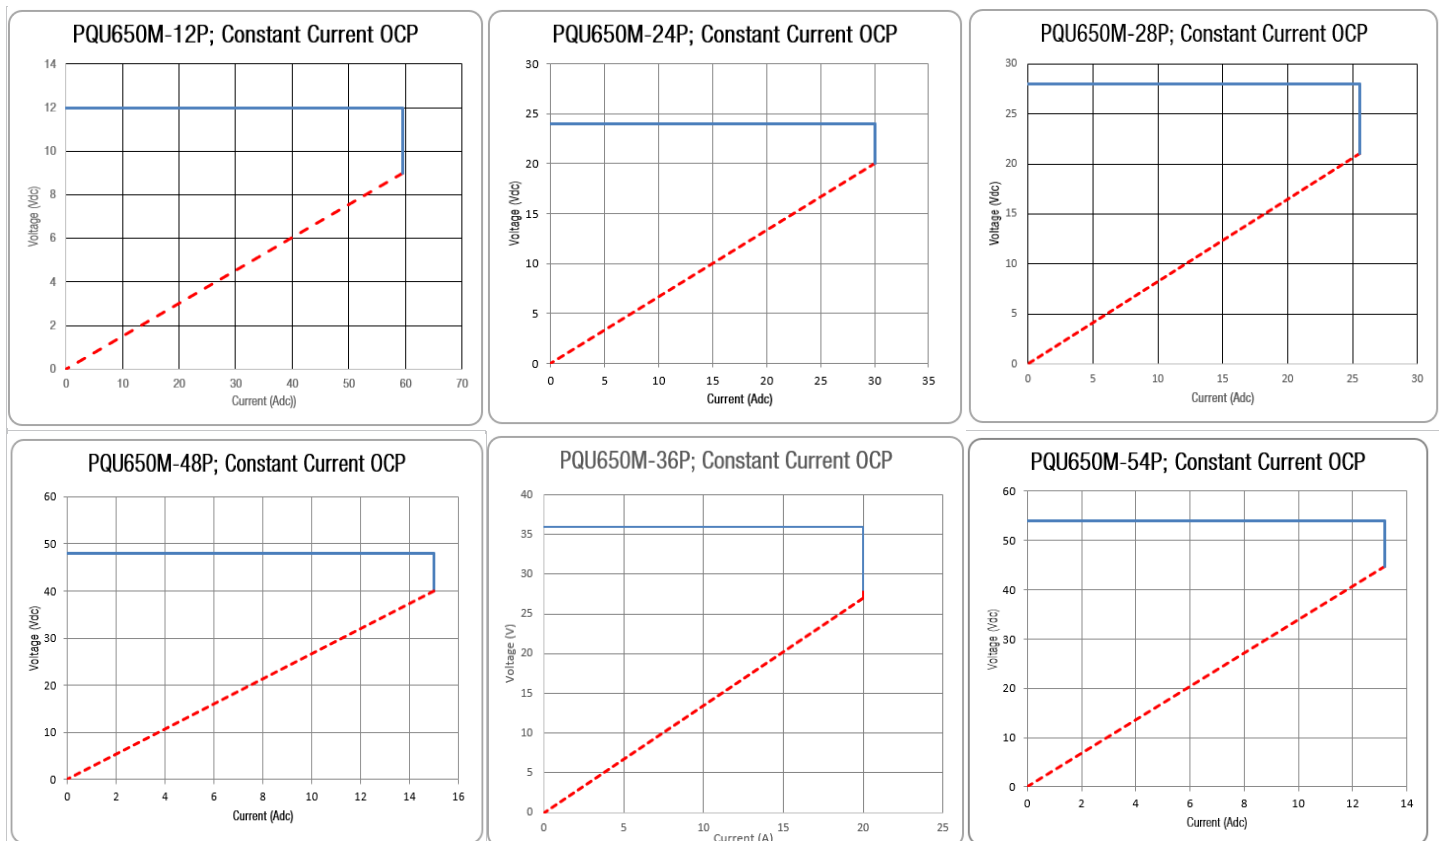 PQU650M-12P; Constant Current OCP
14
12
10
8
6
4
2
0
Voltage (Vdc)
0 10 20 30 40 50 60 70
Current (Adc))
PQU650M-24P; Constant Current OCP
30
25
20
15
10
5
0
Voltage (Vdc)
0 5 10 15 20 25 30 35
Current (Adc)
PQU650M-28P; Constant Current OCP
30
25
20
15
10
5
0
Voltage (Vdc)
0 5 10 15 20 25 30
Current (Adc)
PQU650M-48P; Constant Current OCP
60
50
40
30
20
10
0
Voltage (Vdc)
0 2 4 6 8 10 12 14 16
Current (Adc)
PQU650M-36P; Constant Current OCP
40
35
30
25
20
15
10
5
0
Voltage (V)
0 5 10 15 20 25
Current (A)
PQU650M-54P; Constant Current OCP
60
50
40
30
20
10
0
Voltage (Vdc)
0 2 4 6 8 10 12 14
Current (Adc)